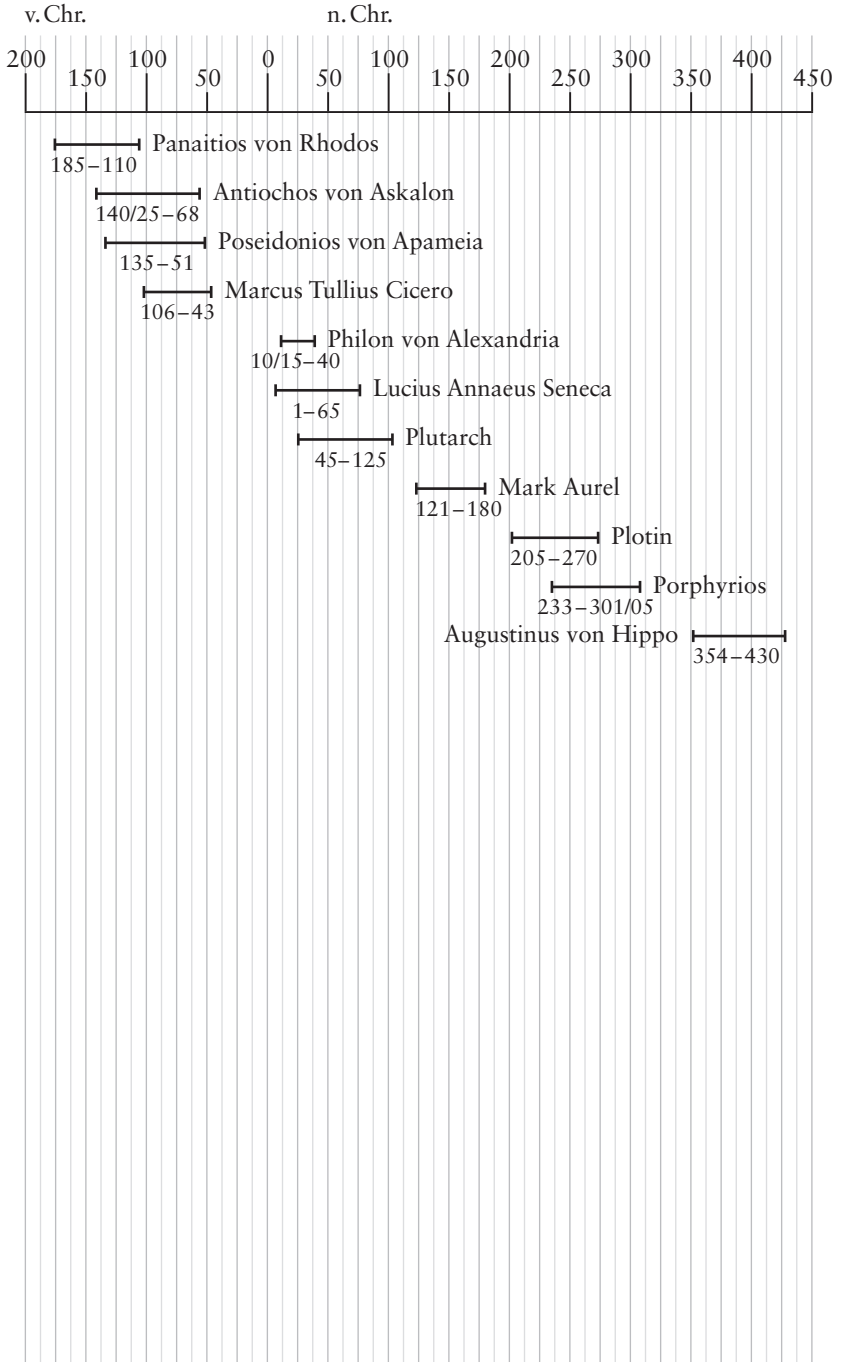 v. Chr. n. Chr.
200 100 0 100 200 300 400
150 50 50 150 250 350 450
Panaitios von Rhodos
185–110
Antiochos von Askalon
140/25–68
Poseidonios von Apameia
135–51
Marcus Tullius Cicero
106–43
Philon von Alexandria
10/15–40
Lucius Annaeus Seneca
1–65
Plutarch
45–125
Mark Aurel
121–180
Plotin
205–270
Porphyrios
233–301/05
Augustinus von Hippo
354–430